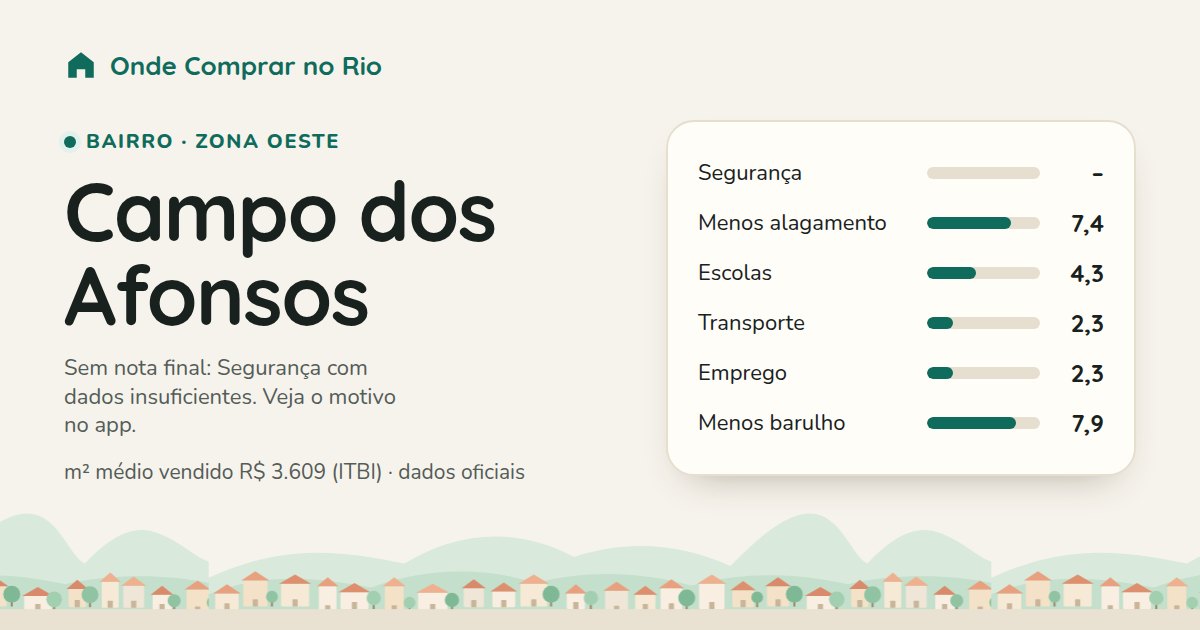 Onde Comprar no Rio
BAIRRO · ZONA OESTE
Campo dos
Afonsos
Sem nota final: Segurança com
dados insuficientes. Veja o motivo
no app.
m² médio vendido R$ 3.609 (ITBI) · dados oficiais
Segurança –
Menos alagamento 7,4
Escolas 4,3
Transporte 2,3
Emprego 2,3
Menos barulho 7,9